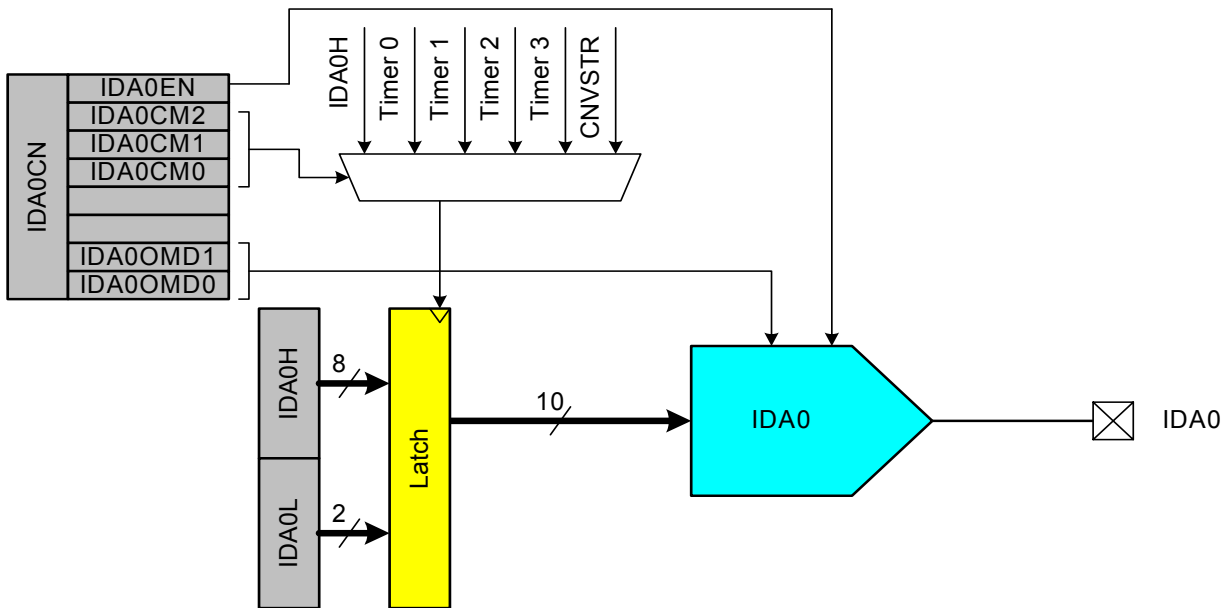 IDA0CN
IDA0EN
IDA0CM2
IDA0CM1
IDA0CM0
IDA0OMD1
IDA0OMD0
IDA0H
Timer 0
Timer 1
Timer 2
Timer 3
CNVSTR
IDA0H
8
IDA0L
2
Latch
10
IDA0
IDA0